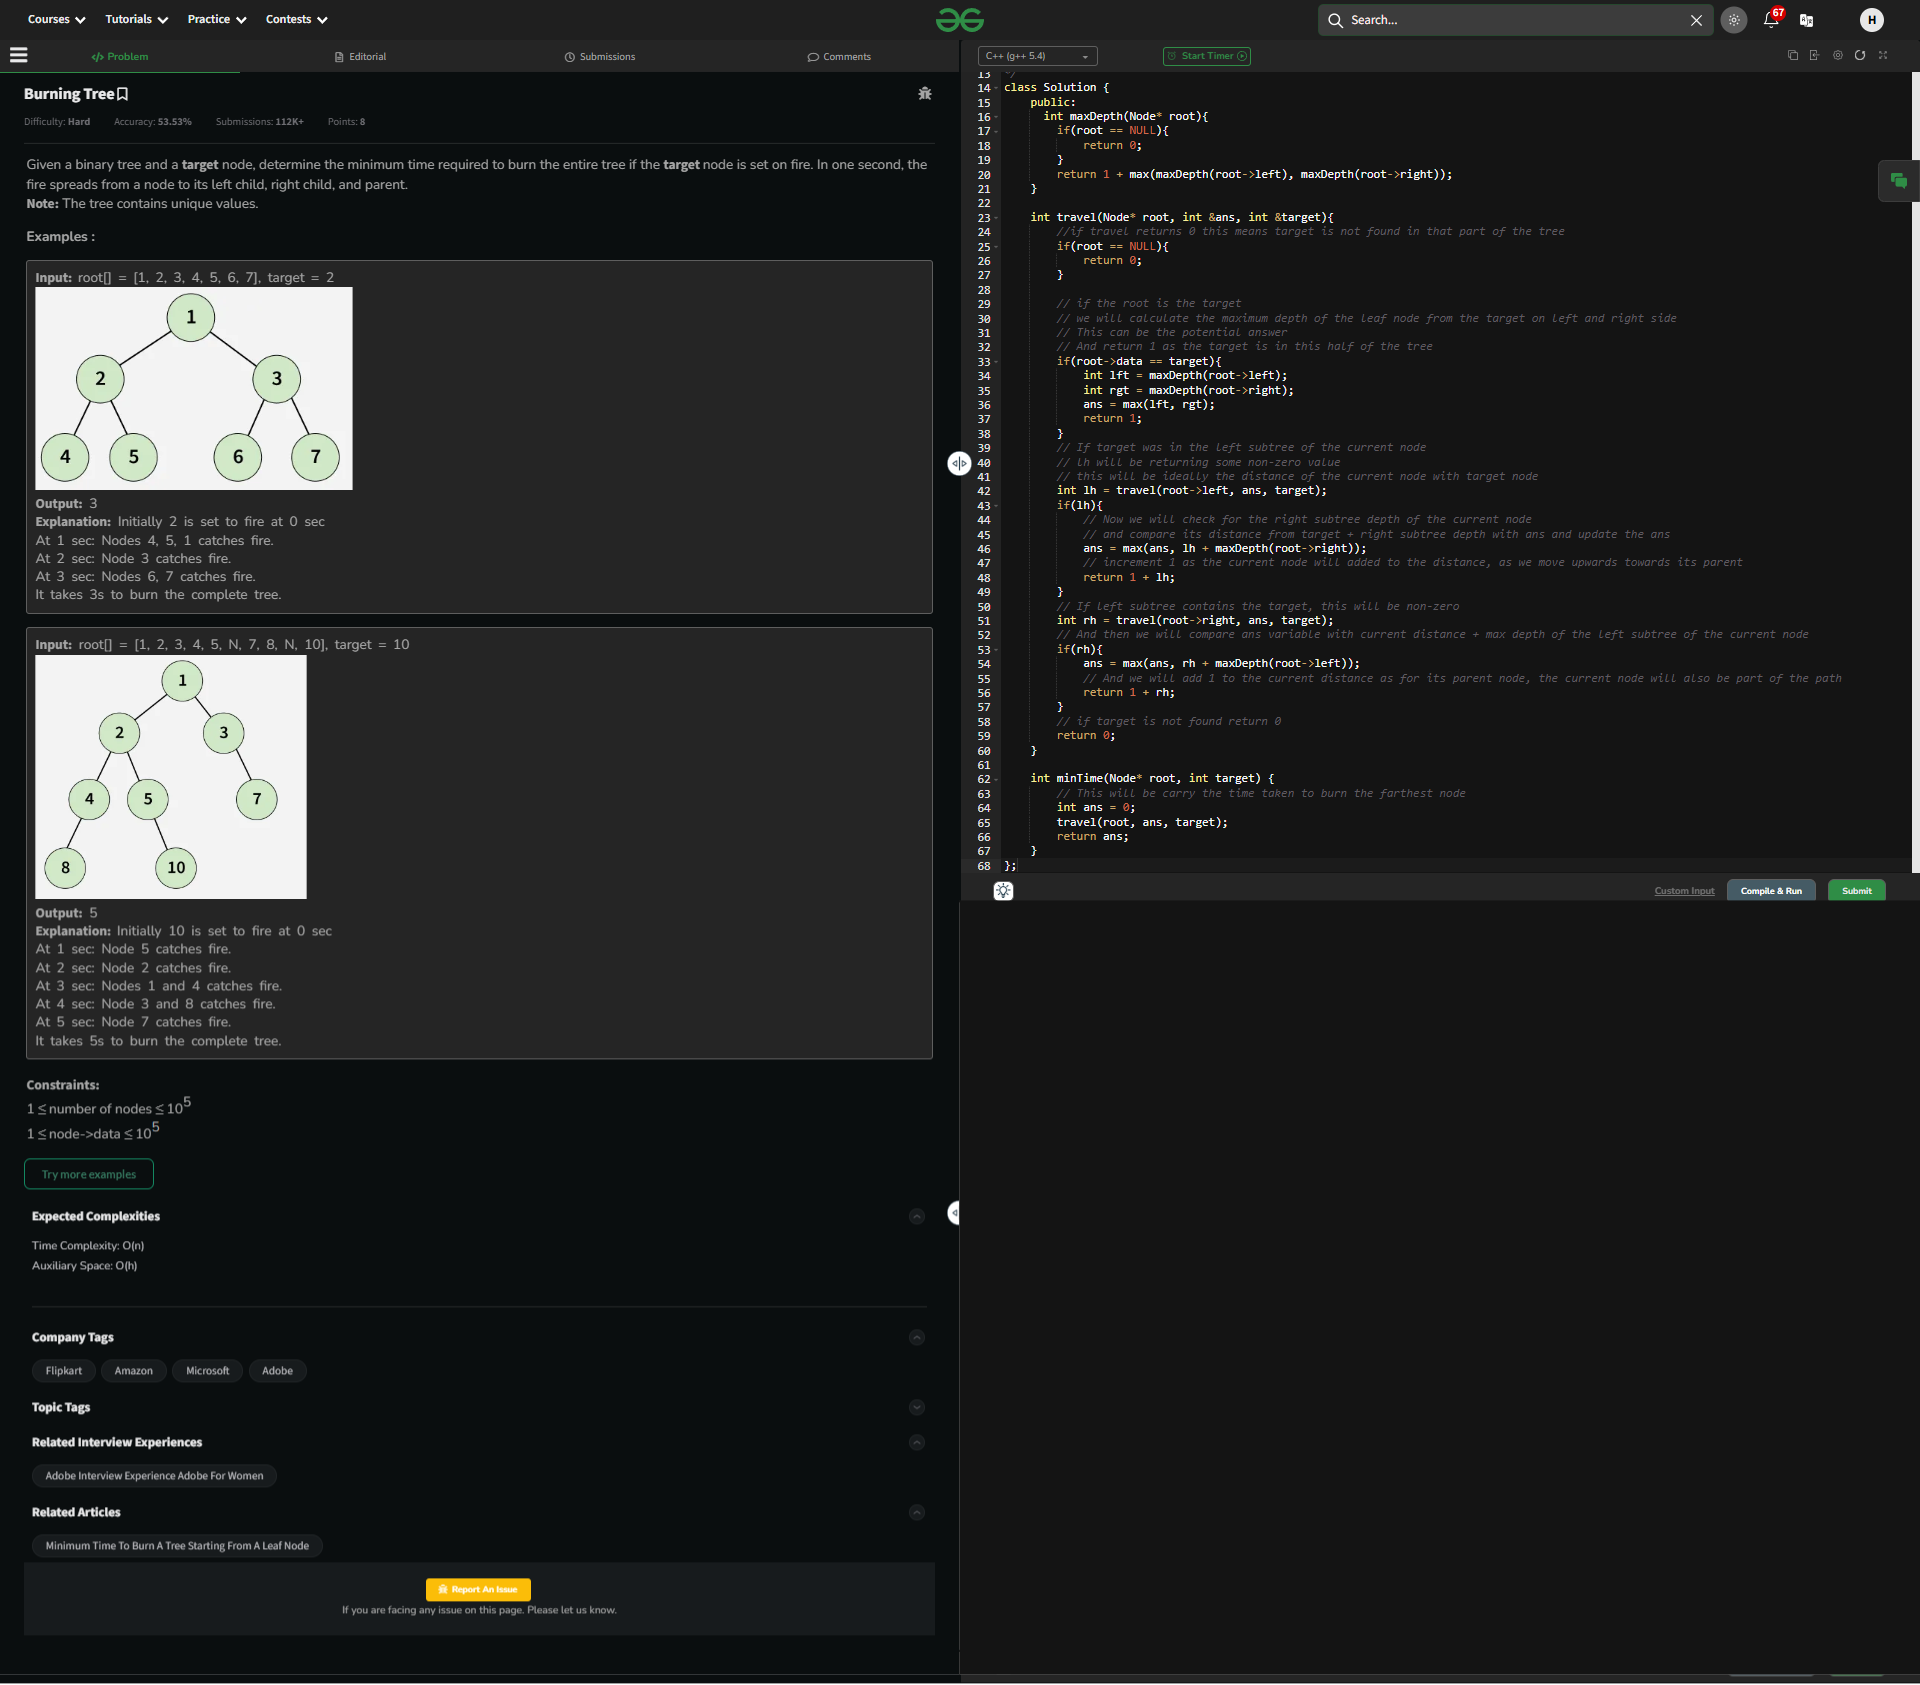 Courses Tutorials Practice Contests
Search...
67
H
Problem Editorial Submissions Comments
C++ (g++ 5.4) Start Timer
Burning Tree
Difficulty: Hard Accuracy: 53.53% Submissions: 112K+ Points: 8
Given a binary tree and a target node, determine the minimum time required to burn the entire tree if the target node is set on fire. In one second, the
fire spreads from a node to its left child, right child, and parent.
Note: The tree contains unique values.
Examples :
Input: root[] = [1, 2, 3, 4, 5, 6, 7], target = 2
1
2 3
4 5 6 7
Output: 3
Explanation: Initially 2 is set to fire at 0 sec
At 1 sec: Nodes 4, 5, 1 catches fire.
At 2 sec: Node 3 catches fire.
At 3 sec: Nodes 6, 7 catches fire.
It takes 3s to burn the complete tree.
Input: root[] = [1, 2, 3, 4, 5, N, 7, 8, N, 10], target = 10
1
2 3
4 5 7
8 10
Output: 5
Explanation: Initially 10 is set to fire at 0 sec
At 1 sec: Node 5 catches fire.
At 2 sec: Node 2 catches fire.
At 3 sec: Nodes 1 and 4 catches fire.
At 4 sec: Node 3 and 8 catches fire.
At 5 sec: Node 7 catches fire.
It takes 5s to burn the complete tree.
Constraints:
1 ≤ number of nodes ≤ 10^5
1 ≤ node->data ≤ 10^5
Try more examples
Expected Complexities
Time Complexity: O(n)
Auxiliary Space: O(h)
Company Tags
Flipkart Amazon Microsoft Adobe
Topic Tags
Related Interview Experiences
Adobe Interview Experience Adobe For Women
Related Articles
Minimum Time To Burn A Tree Starting From A Leaf Node
Report An Issue
If you are facing any issue on this page. Please let us know.
13 */
14 class Solution {
15 public:
16 int maxDepth(Node* root){
17 if(root == NULL){
18 return 0;
19 }
20 return 1 + max(maxDepth(root->left), maxDepth(root->right));
21 }
22
23 int travel(Node* root, int &ans, int &target){
24 //if travel returns 0 this means target is not found in that part of the tree
25 if(root == NULL){
26 return 0;
27 }
28
29 // if the root is the target
30 // we will calculate the maximum depth of the leaf node from the target on left and right side
31 // This can be the potential answer
32 // And return 1 as the target is in this half of the tree
33 if(root->data == target){
34 int lft = maxDepth(root->left);
35 int rgt = maxDepth(root->right);
36 ans = max(lft, rgt);
37 return 1;
38 }
39 // If target was in the left subtree of the current node
40 // lh will be returning some non-zero value
41 // this will be ideally the distance of the current node with target node
42 int lh = travel(root->left, ans, target);
43 if(lh){
44 // Now we will check for the right subtree depth of the current node
45 // and compare its distance from target + right subtree depth with ans and update the ans
46 ans = max(ans, lh + maxDepth(root->right));
47 // increment 1 as the current node will added to the distance, as we move upwards towards its parent
48 return 1 + lh;
49 }
50 // If left subtree contains the target, this will be non-zero
51 int rh = travel(root->right, ans, target);
52 // And then we will compare ans variable with current distance + max depth of the left subtree of the current node
53 if(rh){
54 ans = max(ans, rh + maxDepth(root->left));
55 // And we will add 1 to the current distance as for its parent node, the current node will also be part of the path
56 return 1 + rh;
57 }
58 // if target is not found return 0
59 return 0;
60 }
61
62 int minTime(Node* root, int target) {
63 // This will be carry the time taken to burn the farthest node
64 int ans = 0;
65 travel(root, ans, target);
66 return ans;
67 }
68 };
Custom Input Compile & Run Submit